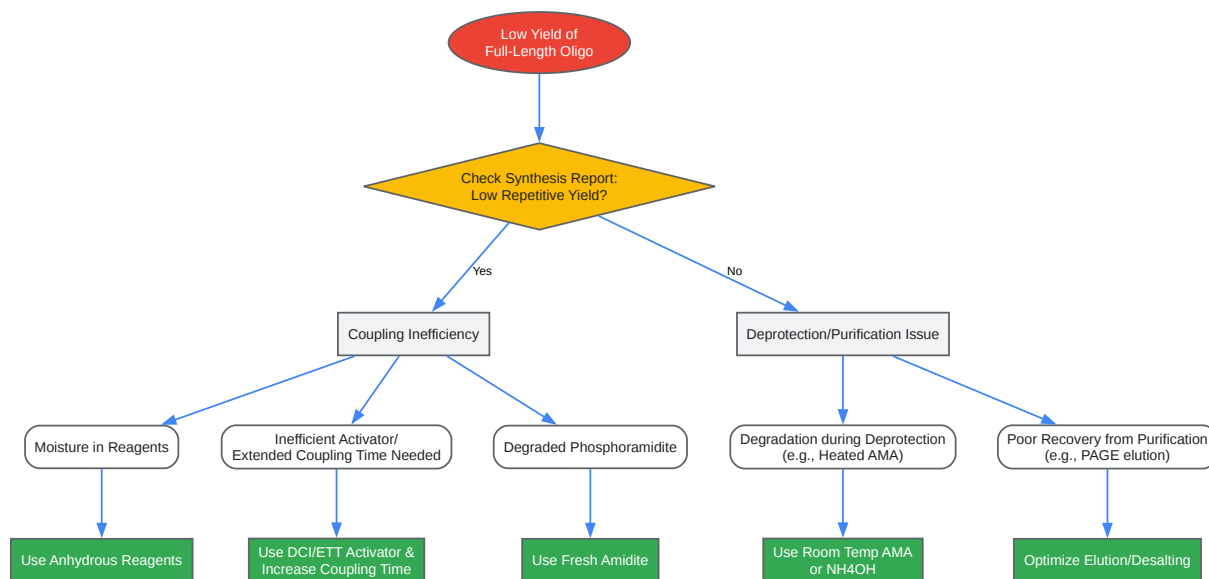 Low Yield of
Full-Length Oligo
Check Synthesis Report:
Low Repetitive Yield?
Yes
No
Coupling Inefficiency
Deprotection/Purification Issue
Moisture in Reagents
Inefficient Activator/
Extended Coupling Time Needed
Degraded Phosphoramidite
Degradation during Deprotection
(e.g., Heated AMA)
Poor Recovery from Purification
(e.g., PAGE elution)
Use Anhydrous Reagents
Use DCI/ETT Activator &
Increase Coupling Time
Use Fresh Amidite
Use Room Temp AMA
or NH4OH
Optimize Elution/Desalting